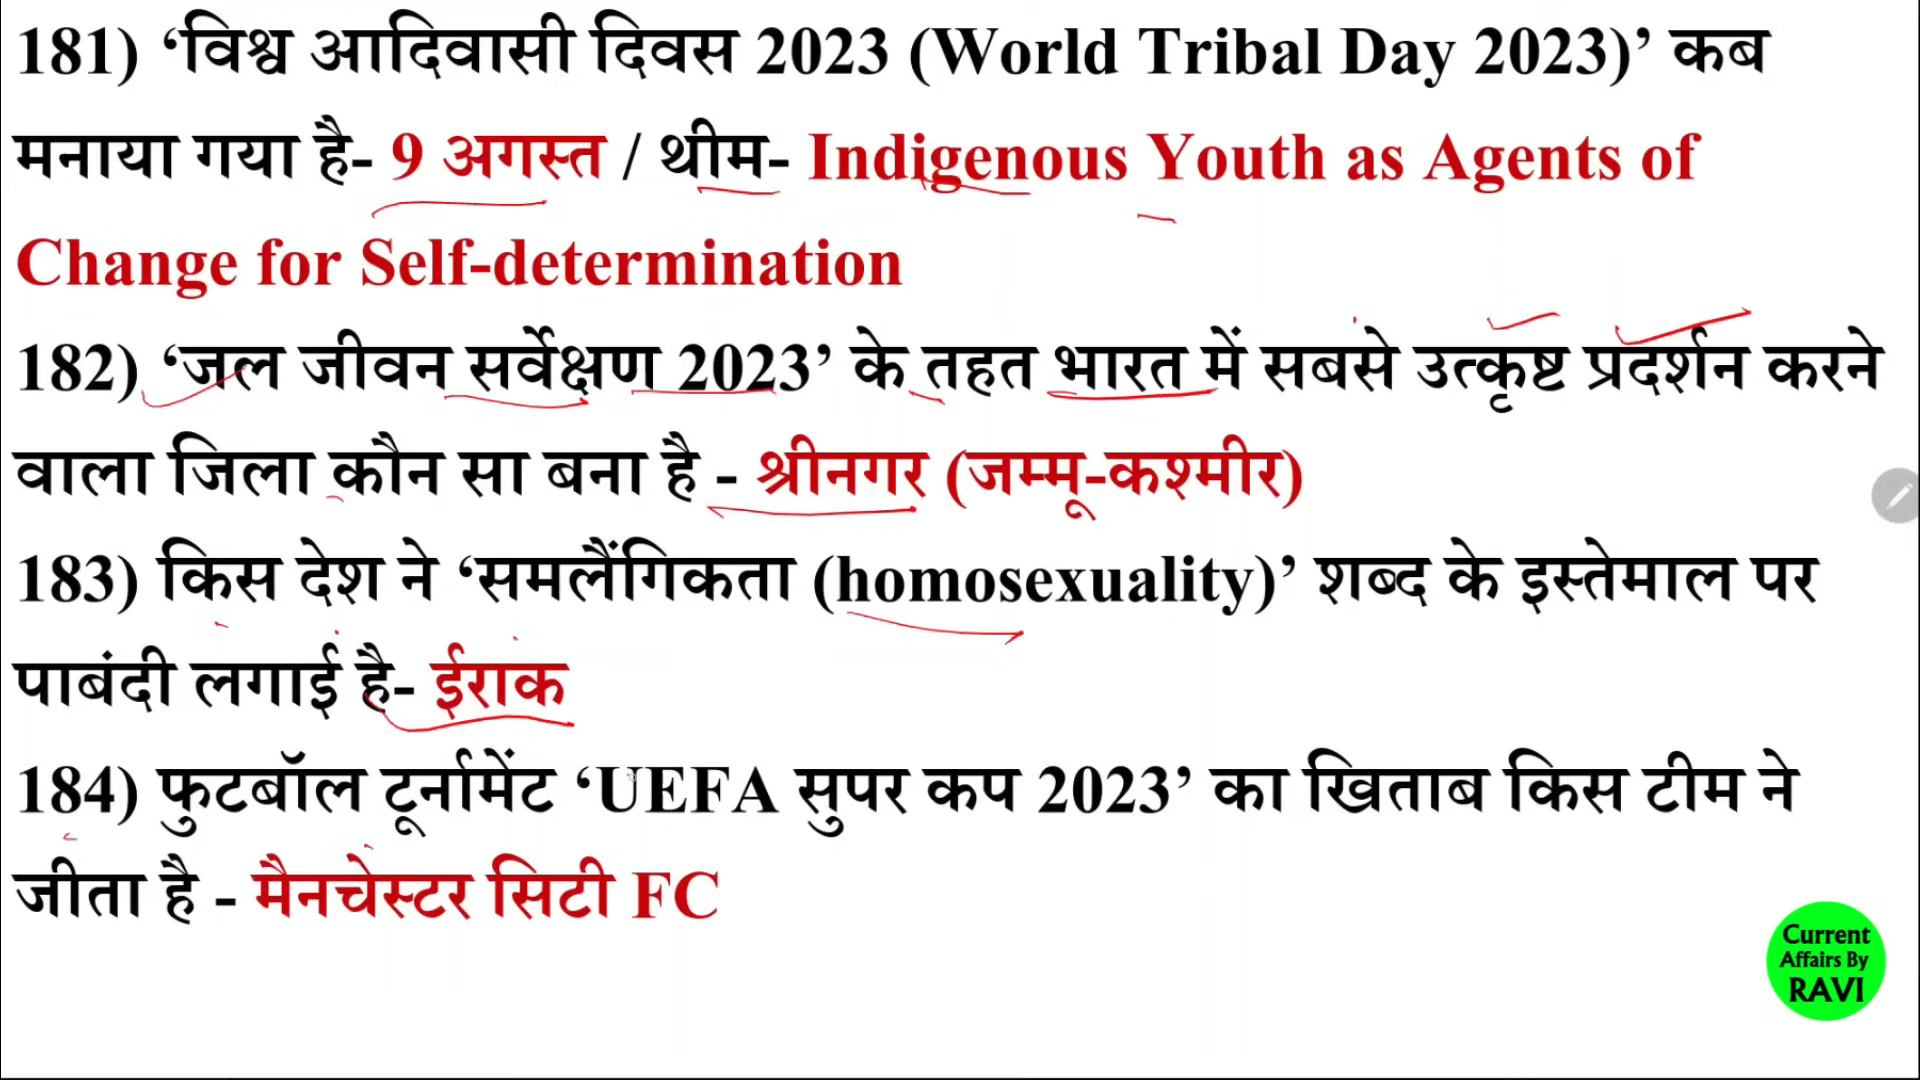 181) ‘विश्व आदिवासी दिवस 2023 (World Tribal Day 2023)’ कब
मनाया गया है- 9 अगस्त / थीम- Indigenous Youth as Agents of
Change for Self-determination
182) ‘जल जीवन सर्वेक्षण 2023’ के तहत भारत में सबसे उत्कृष्ट प्रदर्शन करने
वाला जिला कौन सा बना है - श्रीनगर (जम्मू-कश्मीर)
183) किस देश ने ‘समलैंगिकता (homosexuality)’ शब्द के इस्तेमाल पर
पाबंदी लगाई है- ईराक
184) फुटबॉल टूर्नामेंट ‘UEFA सुपर कप 2023’ का खिताब किस टीम ने
जीता है - मैनचेस्टर सिटी FC
Current
Affairs By
RAVI